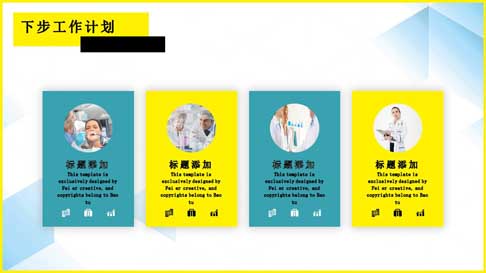 下步工作计划
标题添加
This template is
exclusively designed by
Fei er creative, and
copyrights belong to Bao
tu
标题添加
This template is
exclusively designed by
Fei er creative, and
copyrights belong to Bao
tu
标题添加
This template is
exclusively designed by
Fei er creative, and
copyrights belong to Bao
tu
标题添加
This template is
exclusively designed by
Fei er creative, and
copyrights belong to Bao
tu